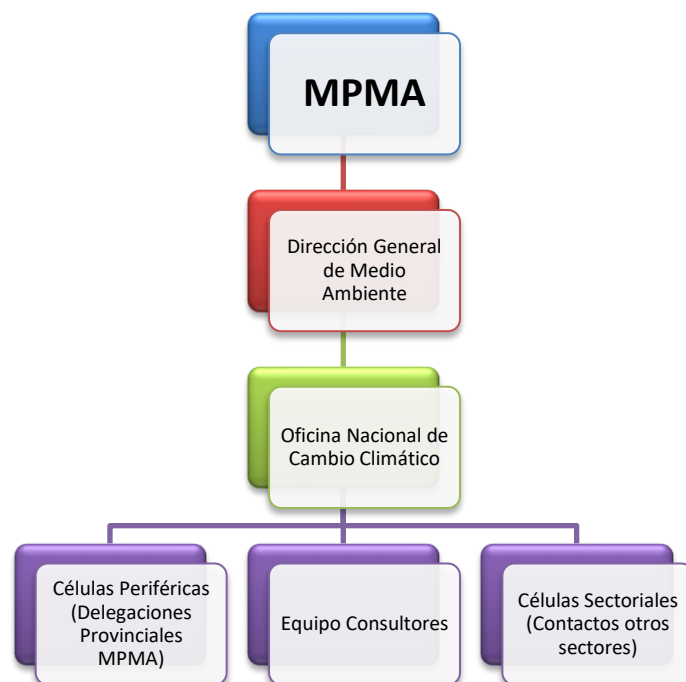 MPMA
Dirección General
de Medio
Ambiente
Oficina Nacional de
Cambio Climático
Células Periféricas
(Delegaciones
Provinciales
MPMA)
Equipo Consultores
Células Sectoriales
(Contactos otros
sectores)